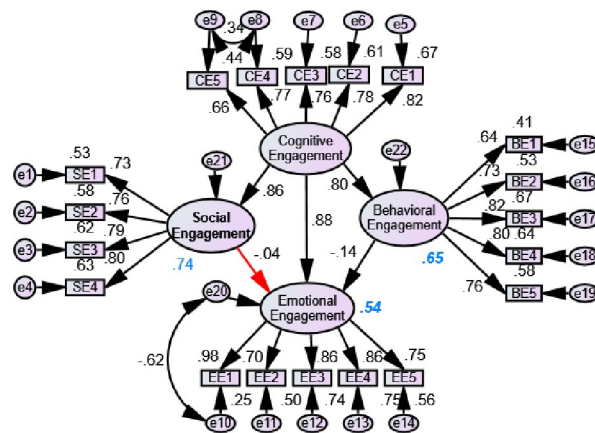 e9 e8 e7 e6 e5
.34
.44 .59 .58 .61 .67
CE5 CE4 CE3 CE2 CE1
.66 .77 .76 .78 .82
Cognitive
Engagement
e21 e22
.86 .80
.88
.53 .73
e1 SE1
.58 .76
e2 SE2
.62 .79
e3 SE3
.63 .80
e4 SE4
Social
Engagement
.74
-.04
.41
.64 BE1 e15
.53
.73 BE2 e16
.67
.82 BE3 e17
.80 .64
BE4 e18
.58
.76 BE5 e19
Behavioral
Engagement
.65
-.14
e20
Emotional
Engagement
.54
-.62
.98 .70 .86 .86 .75
EE1 EE2 EE3 EE4 EE5
.25 .50 .74 .75 .56
e10 e11 e12 e13 e14